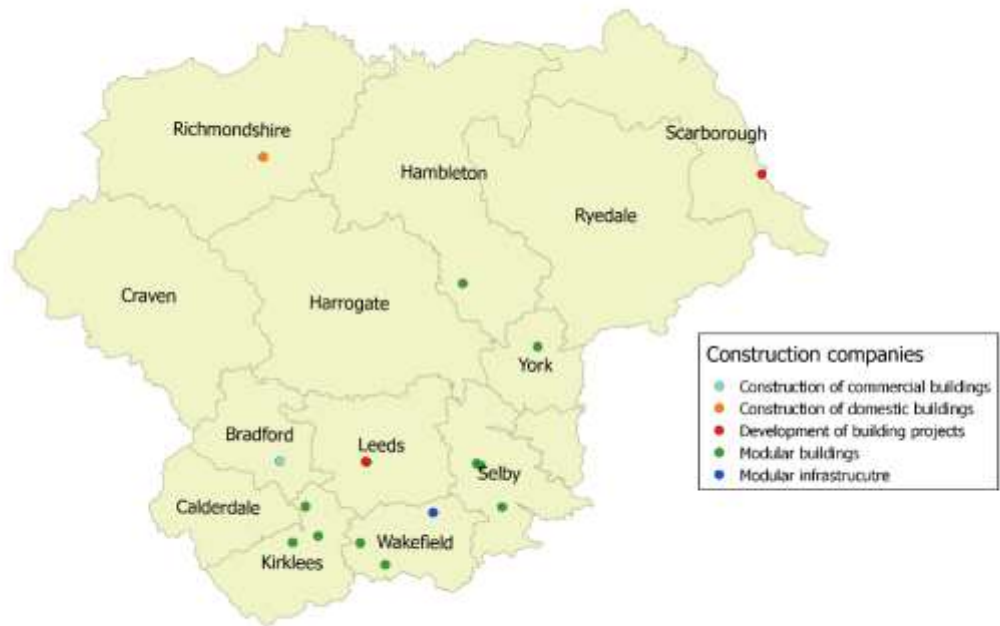 Richmondshire
Scarborough
Hambleton
Ryedale
Craven
Harrogate
York
Bradford
Leeds
Selby
Calderdale
Wakefield
Kirklees
Construction companies
Construction of commercial buildings
Construction of domestic buildings
Development of building projects
Modular buildings
Modular infrastrucutre